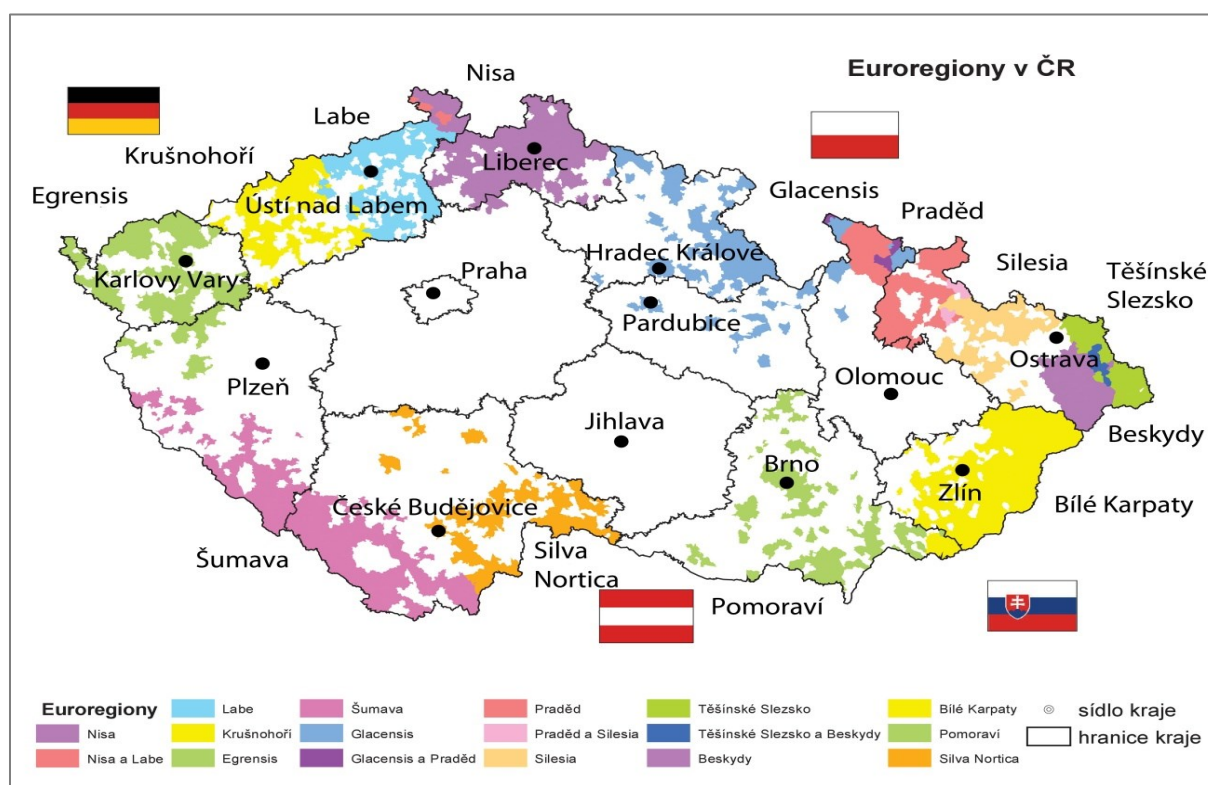 Euroregiony v ČR
Nisa
Labe
Krušnohoří
Egrensis
Liberec
Ústí nad Labem
Karlovy Vary
Praha
Plzeň
Glacensis
Praděd
Silesia
Těšínské
Slezsko
Hradec Králové
Pardubice
Ostrava
Olomouc
Jihlava
Brno
Zlín
Beskydy
Bílé Karpaty
České Budějovice
Šumava
Silva
Nortica
Pomoraví
Euroregiony
Nisa
Nisa a Labe
Labe
Krušnohoří
Egrensis
Šumava
Glacensis
Glacensis a Praděd
Praděd
Praděd a Silesia
Silesia
Těšínské Slezsko
Těšínské Slezsko a Beskydy
Beskydy
Bílé Karpaty
Pomoraví
Silva Nortica
sídlo kraje
hranice kraje